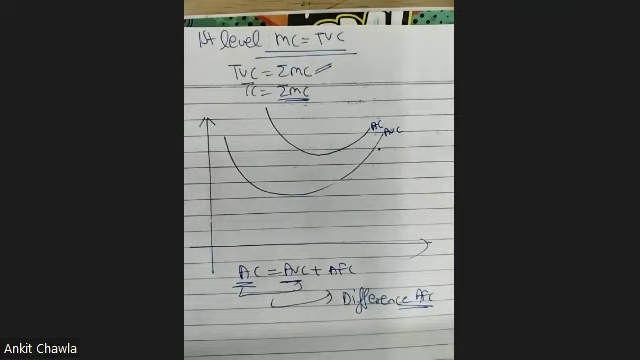 1st level MC = TVC
TVC = ΣMC
TC = ΣMC
AC
AVC
AC = AVC + AFC
Difference AFC
Ankit Chawla